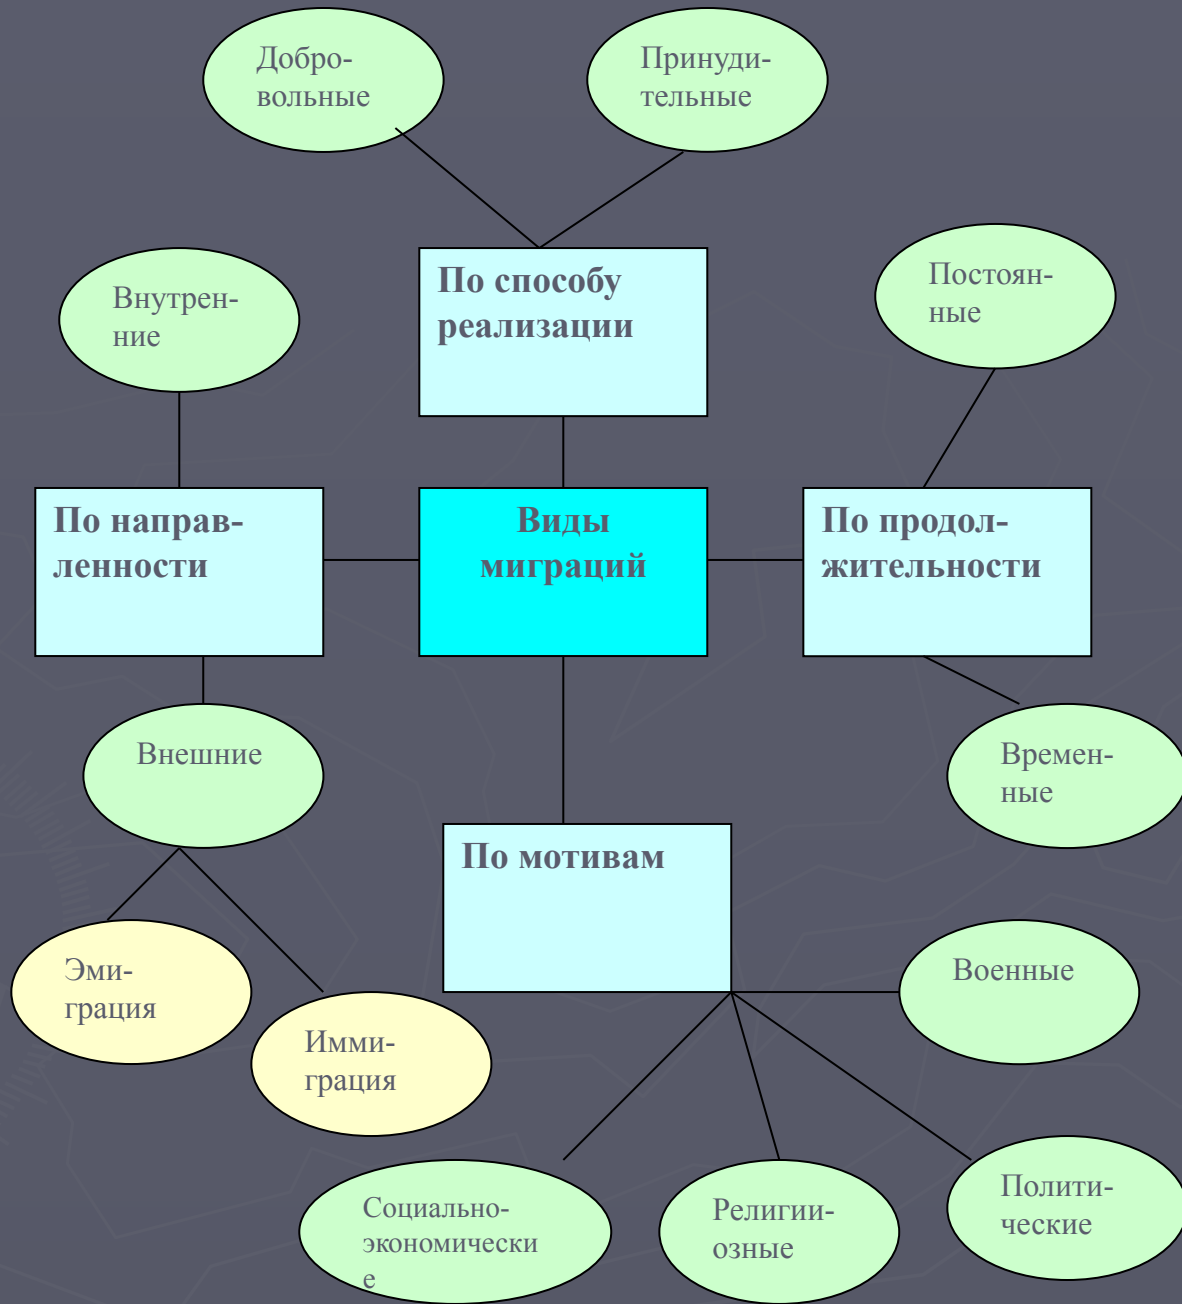 Добро-
вольные
Принуди-
тельные
По способу
реализации
Внутрен-
ние
Постоян-
ные
По направ-
ленности
Виды
миграций
По продол-
жительности
Внешние
Времен-
ные
По мотивам
Эми-
грация
Имми-
грация
Военные
Социально-
экономически
е
Религии-
озные
Полити-
ческие